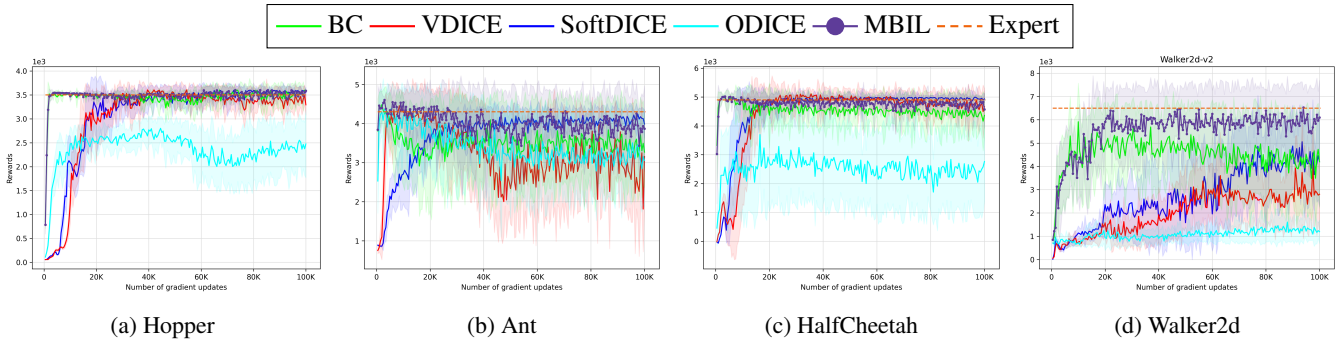 BC VDICE SoftDICE ODICE MBIL Expert
1e3
4.0
3.5
3.0
2.5
2.0
1.5
1.0
0.5
0.0
Rewards
0 20K 40K 60K 80K 100K
Number of gradient updates
(a) Hopper
1e3
5
4
3
2
1
Rewards
0 20K 40K 60K 80K 100K
Number of gradient updates
(b) Ant
1e3
6
5
4
3
2
1
0
Rewards
0 20K 40K 60K 80K 100K
Number of gradient updates
(c) HalfCheetah
Walker2d-v2
1e3
8
7
6
5
4
3
2
1
0
Rewards
0 20K 40K 60K 80K 100K
Number of gradient updates
(d) Walker2d